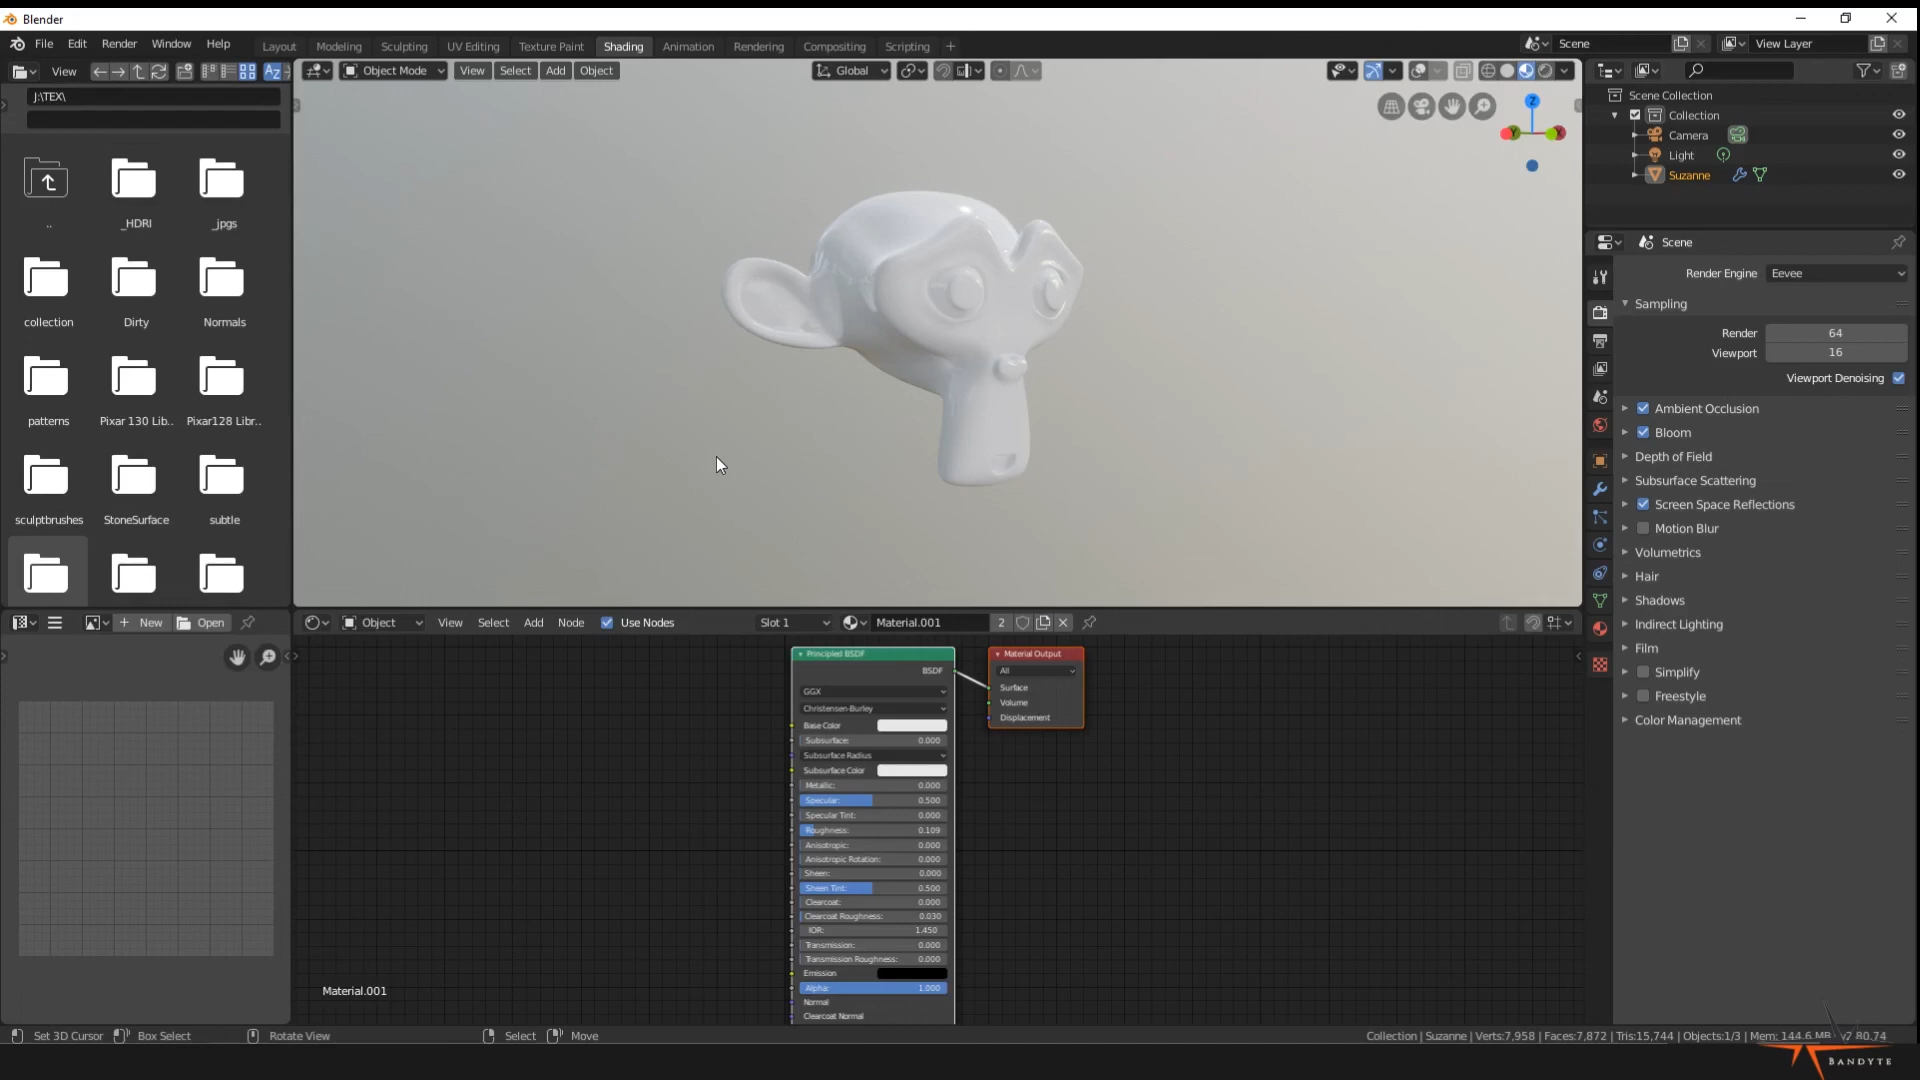 Blender
File Edit Render Window Help
Layout Modeling Sculpting UV Editing Texture Paint Shading Animation Rendering Compositing Scripting +
Scene
View Layer
View
J:\TEX\
..
_HDRI
_jpgs
collection
Dirty
Normals
patterns
Pixar 130 Lib..
Pixar128 Libr..
sculptbrushes
StoneSurface
subtle
Object Mode View Select Add Object
Global
Z
Y
X
Scene Collection
Collection
Camera
Light
Suzanne
Scene
Render Engine Eevee
Sampling
Render 64
Viewport 16
Viewport Denoising
Ambient Occlusion
Bloom
Depth of Field
Subsurface Scattering
Screen Space Reflections
Motion Blur
Volumetrics
Hair
Shadows
Indirect Lighting
Film
Simplify
Freestyle
Color Management
+ New Open
Object View Select Add Node Use Nodes Slot 1 Material.001 2
Principled BSDF
BSDF
GGX
Christensen-Burley
Base Color
Subsurface: 0.000
Subsurface Radius
Subsurface Color
Metallic: 0.000
Specular: 0.500
Specular Tint: 0.000
Roughness: 0.109
Anisotropic: 0.000
Anisotropic Rotation: 0.000
Sheen: 0.000
Sheen Tint: 0.500
Clearcoat: 0.000
Clearcoat Roughness: 0.030
IOR: 1.450
Transmission: 0.000
Transmission Roughness: 0.000
Emission
Alpha: 1.000
Normal
Clearcoat Normal
Material Output
All
Surface
Volume
Displacement
Material.001
Set 3D Cursor Box Select Rotate View Select Move
Collection | Suzanne | Verts:7,958 | Faces:7,872 | Tris:15,744 | Objects:1/3 | Mem: 144.6 MB
BANDYTE